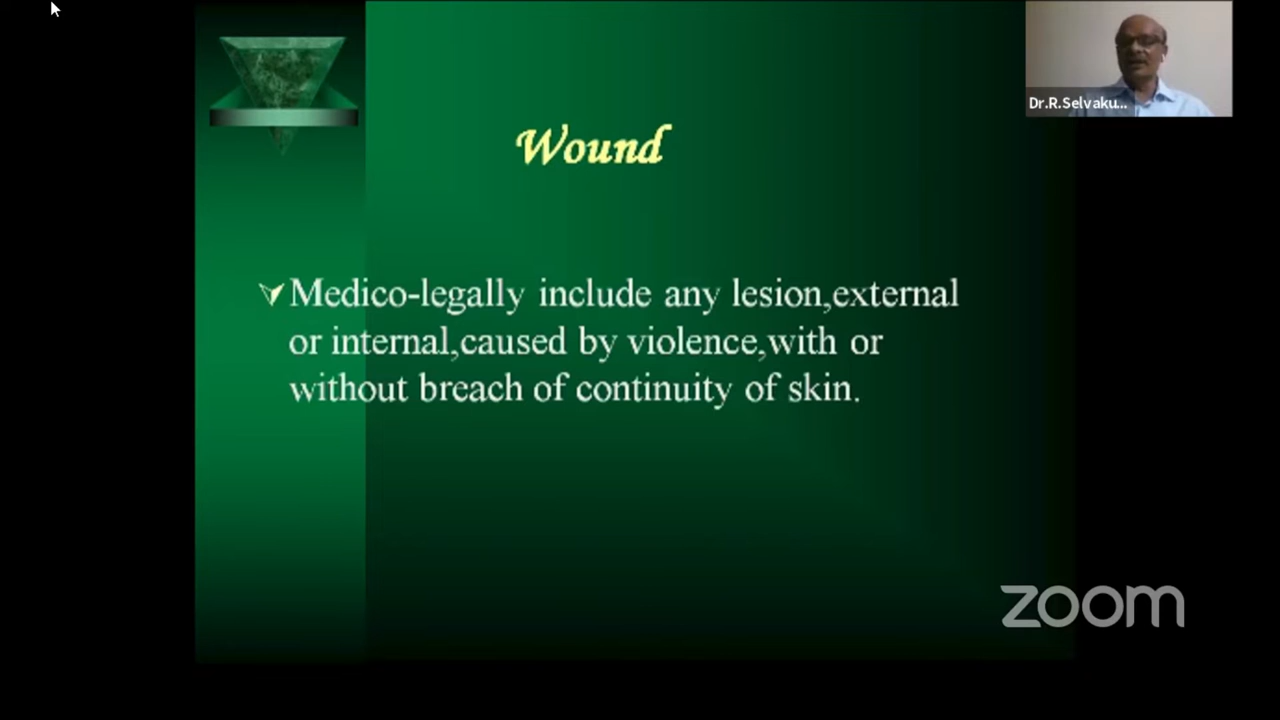 Dr.R.Selvaku...
Wound
Medico-legally include any lesion,external
or internal,caused by violence,with or
without breach of continuity of skin.
zoom